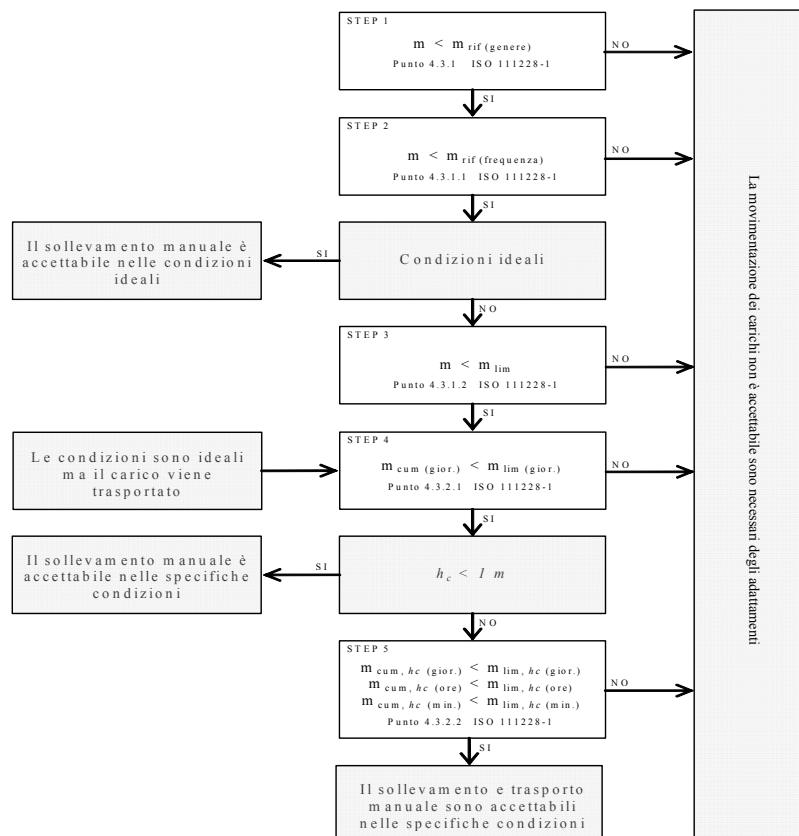 STEP 1
m < m rif (genere)
Punto 4.3.1 ISO 111228-1
NO
SI
STEP 2
m < m rif (frequenza)
Punto 4.3.1.1 ISO 111228-1
NO
SI
Il sollevamento manuale è
accettabile nelle condizioni
ideali
SI
Condizioni ideali
NO
STEP 3
m < m lim
Punto 4.3.1.2 ISO 111228-1
NO
SI
Le condizioni sono ideali
ma il carico viene
trasportato
STEP 4
m cum (gior.) < m lim (gior.)
Punto 4.3.2.1 ISO 111228-1
NO
SI
Il sollevamento manuale è
accettabile nelle specifiche
condizioni
SI
h c < 1 m
NO
STEP 5
m cum, hc (gior.) < m lim, hc (gior.)
m cum, hc (ore) < m lim, hc (ore)
m cum, hc (min.) < m lim, hc (min.)
Punto 4.3.2.2 ISO 111228-1
NO
SI
Il sollevamento e trasporto
manuale sono accettabili
nelle specifiche condizioni
La movimentazione dei carichi non è accettabile sono necessari degli adattamenti